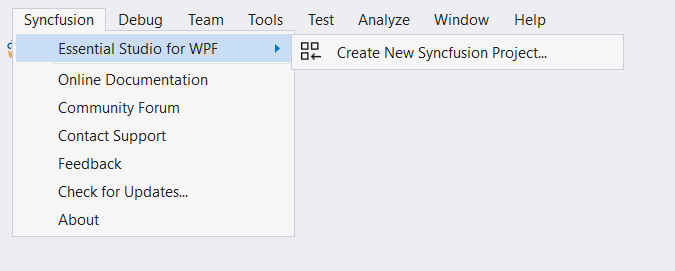 Syncfusion Debug Team Tools Test Analyze Window Help
Essential Studio for WPF
Create New Syncfusion Project...
Online Documentation
Community Forum
Contact Support
Feedback
Check for Updates...
About